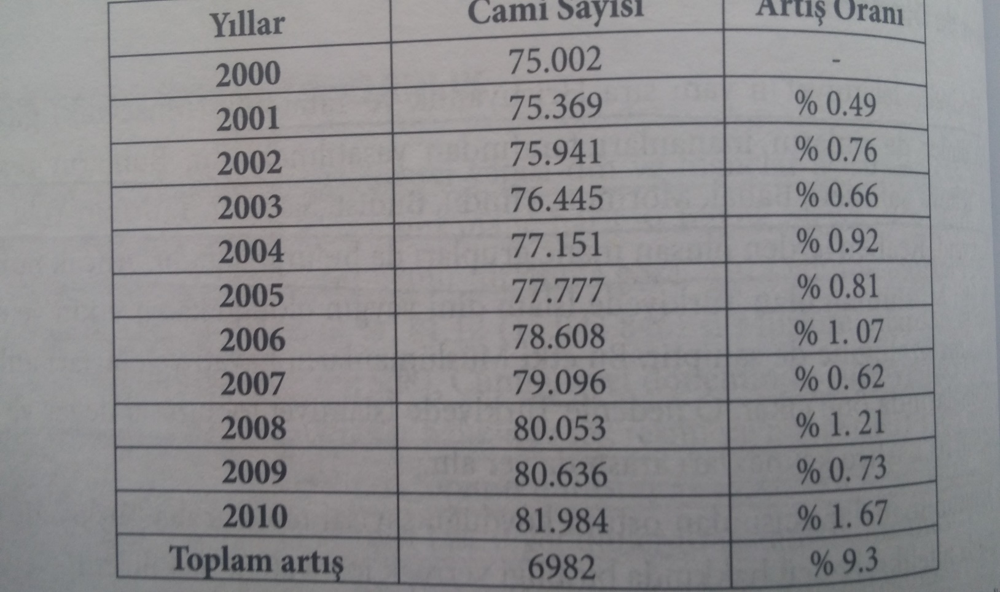 Yıllar Cami Sayısı Artış Oranı
2000 75.002 -
2001 75.369 % 0.49
2002 75.941 % 0.76
2003 76.445 % 0.66
2004 77.151 % 0.92
2005 77.777 % 0.81
2006 78.608 % 1. 07
2007 79.096 % 0. 62
2008 80.053 % 1. 21
2009 80.636 % 0. 73
2010 81.984 % 1. 67
Toplam artış 6982 % 9.3